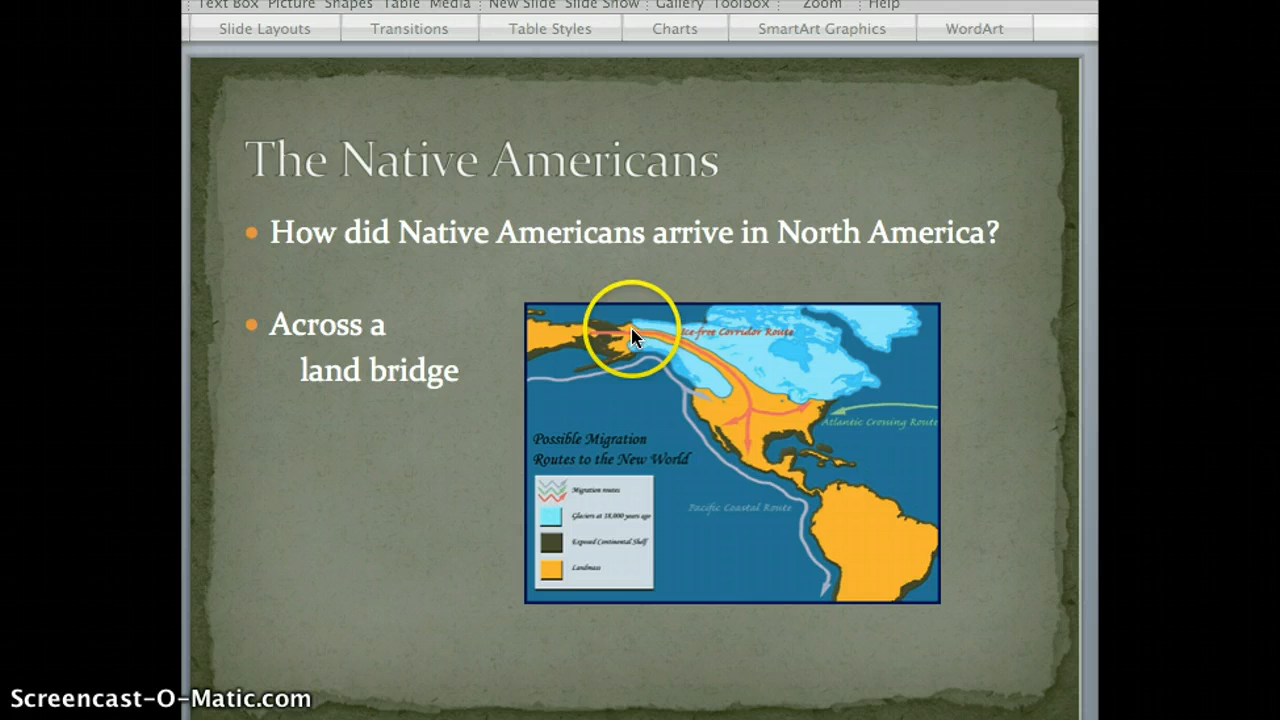 Text Box Picture Shapes Table Media New Slide Slide Show Gallery Toolbox Zoom Help
Slide Layouts Transitions Table Styles Charts SmartArt Graphics WordArt
The Native Americans
How did Native Americans arrive in North America?
Across a
land bridge
Ice-free Corridor Route
Atlantic Crossing Route
Possible Migration
Routes to the New World
Migration routes
Glaciers at 18,000 years ago
Exposed Continental Shelf
Landmass
Pacific Coastal Route
Screencast-O-Matic.com